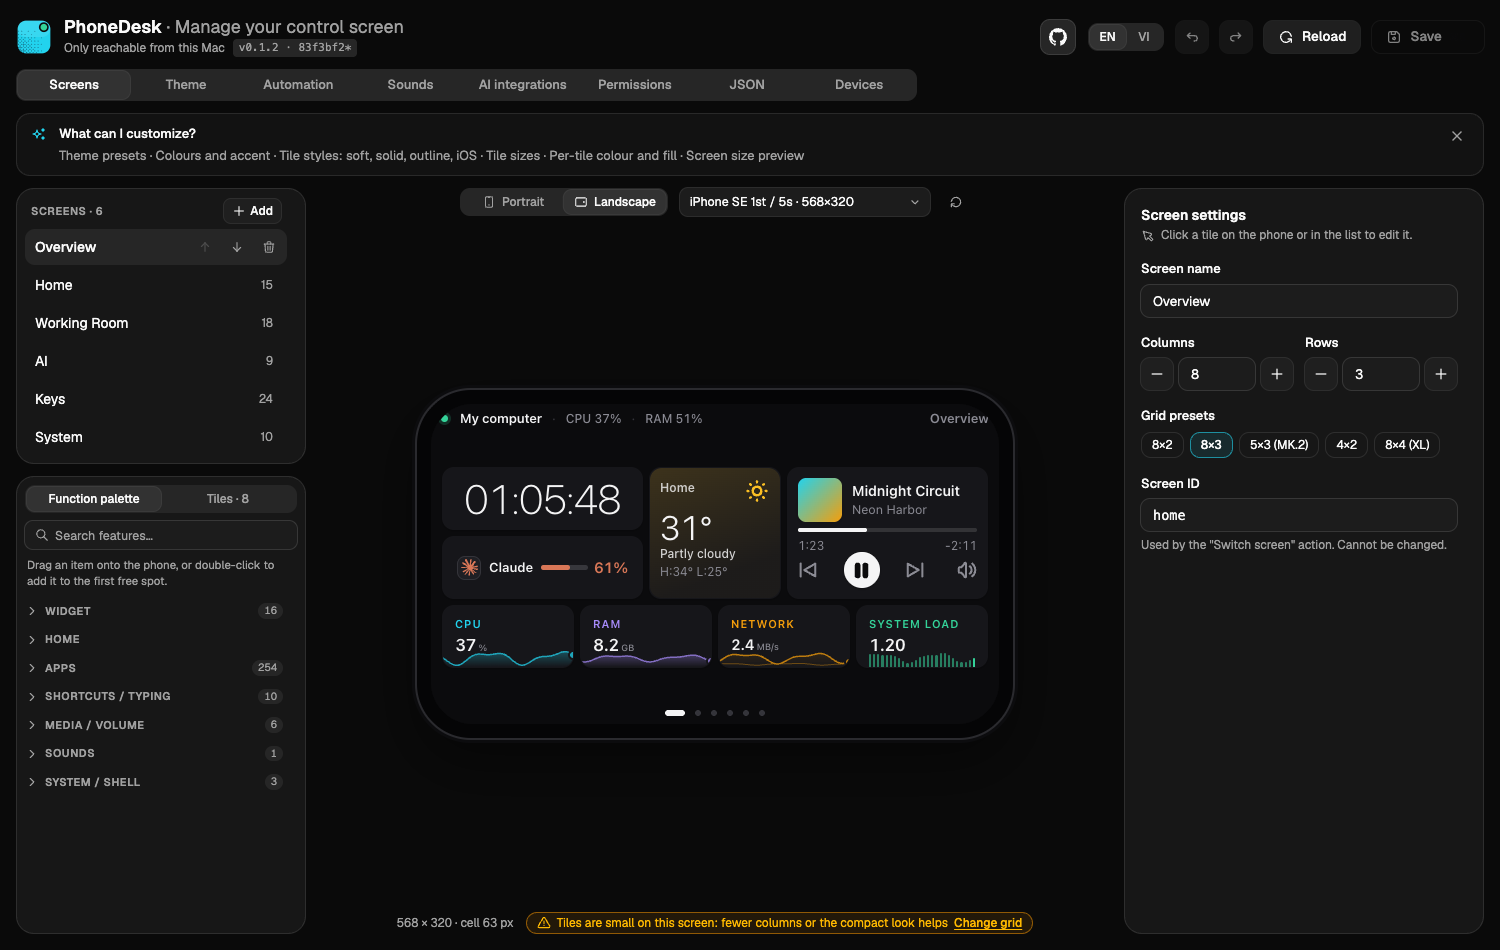 PhoneDesk · Manage your control screen
Only reachable from this Mac v0.1.2 · 83f3bf2*
EN VI Reload Save
Screens Theme Automation Sounds AI integrations Permissions JSON Devices
What can I customize?
Theme presets · Colours and accent · Tile styles: soft, solid, outline, iOS · Tile sizes · Per-tile colour and fill · Screen size preview
SCREENS · 6 Add
Overview
Home 15
Working Room 18
AI 9
Keys 24
System 10
Function palette Tiles · 8
Search features...
Drag an item onto the phone, or double-click to
add it to the first free spot.
WIDGET 16
HOME
APPS 254
SHORTCUTS / TYPING 10
MEDIA / VOLUME 6
SOUNDS 1
SYSTEM / SHELL 3
Portrait Landscape iPhone SE 1st / 5s · 568×320
My computer · CPU 37% · RAM 51% Overview
01:05:48
Claude 61%
Home
31°
Partly cloudy
H:34° L:25°
Midnight Circuit
Neon Harbor
1:23 -2:11
CPU
37 %
RAM
8.2 GB
NETWORK
2.4 MB/s
SYSTEM LOAD
1.20
568 × 320 · cell 63 px Tiles are small on this screen: fewer columns or the compact look helps Change grid
Screen settings
Click a tile on the phone or in the list to edit it.
Screen name
Overview
Columns Rows
8 3
Grid presets
8×2 8×3 5×3 (MK.2) 4×2 8×4 (XL)
Screen ID
home
Used by the "Switch screen" action. Cannot be changed.